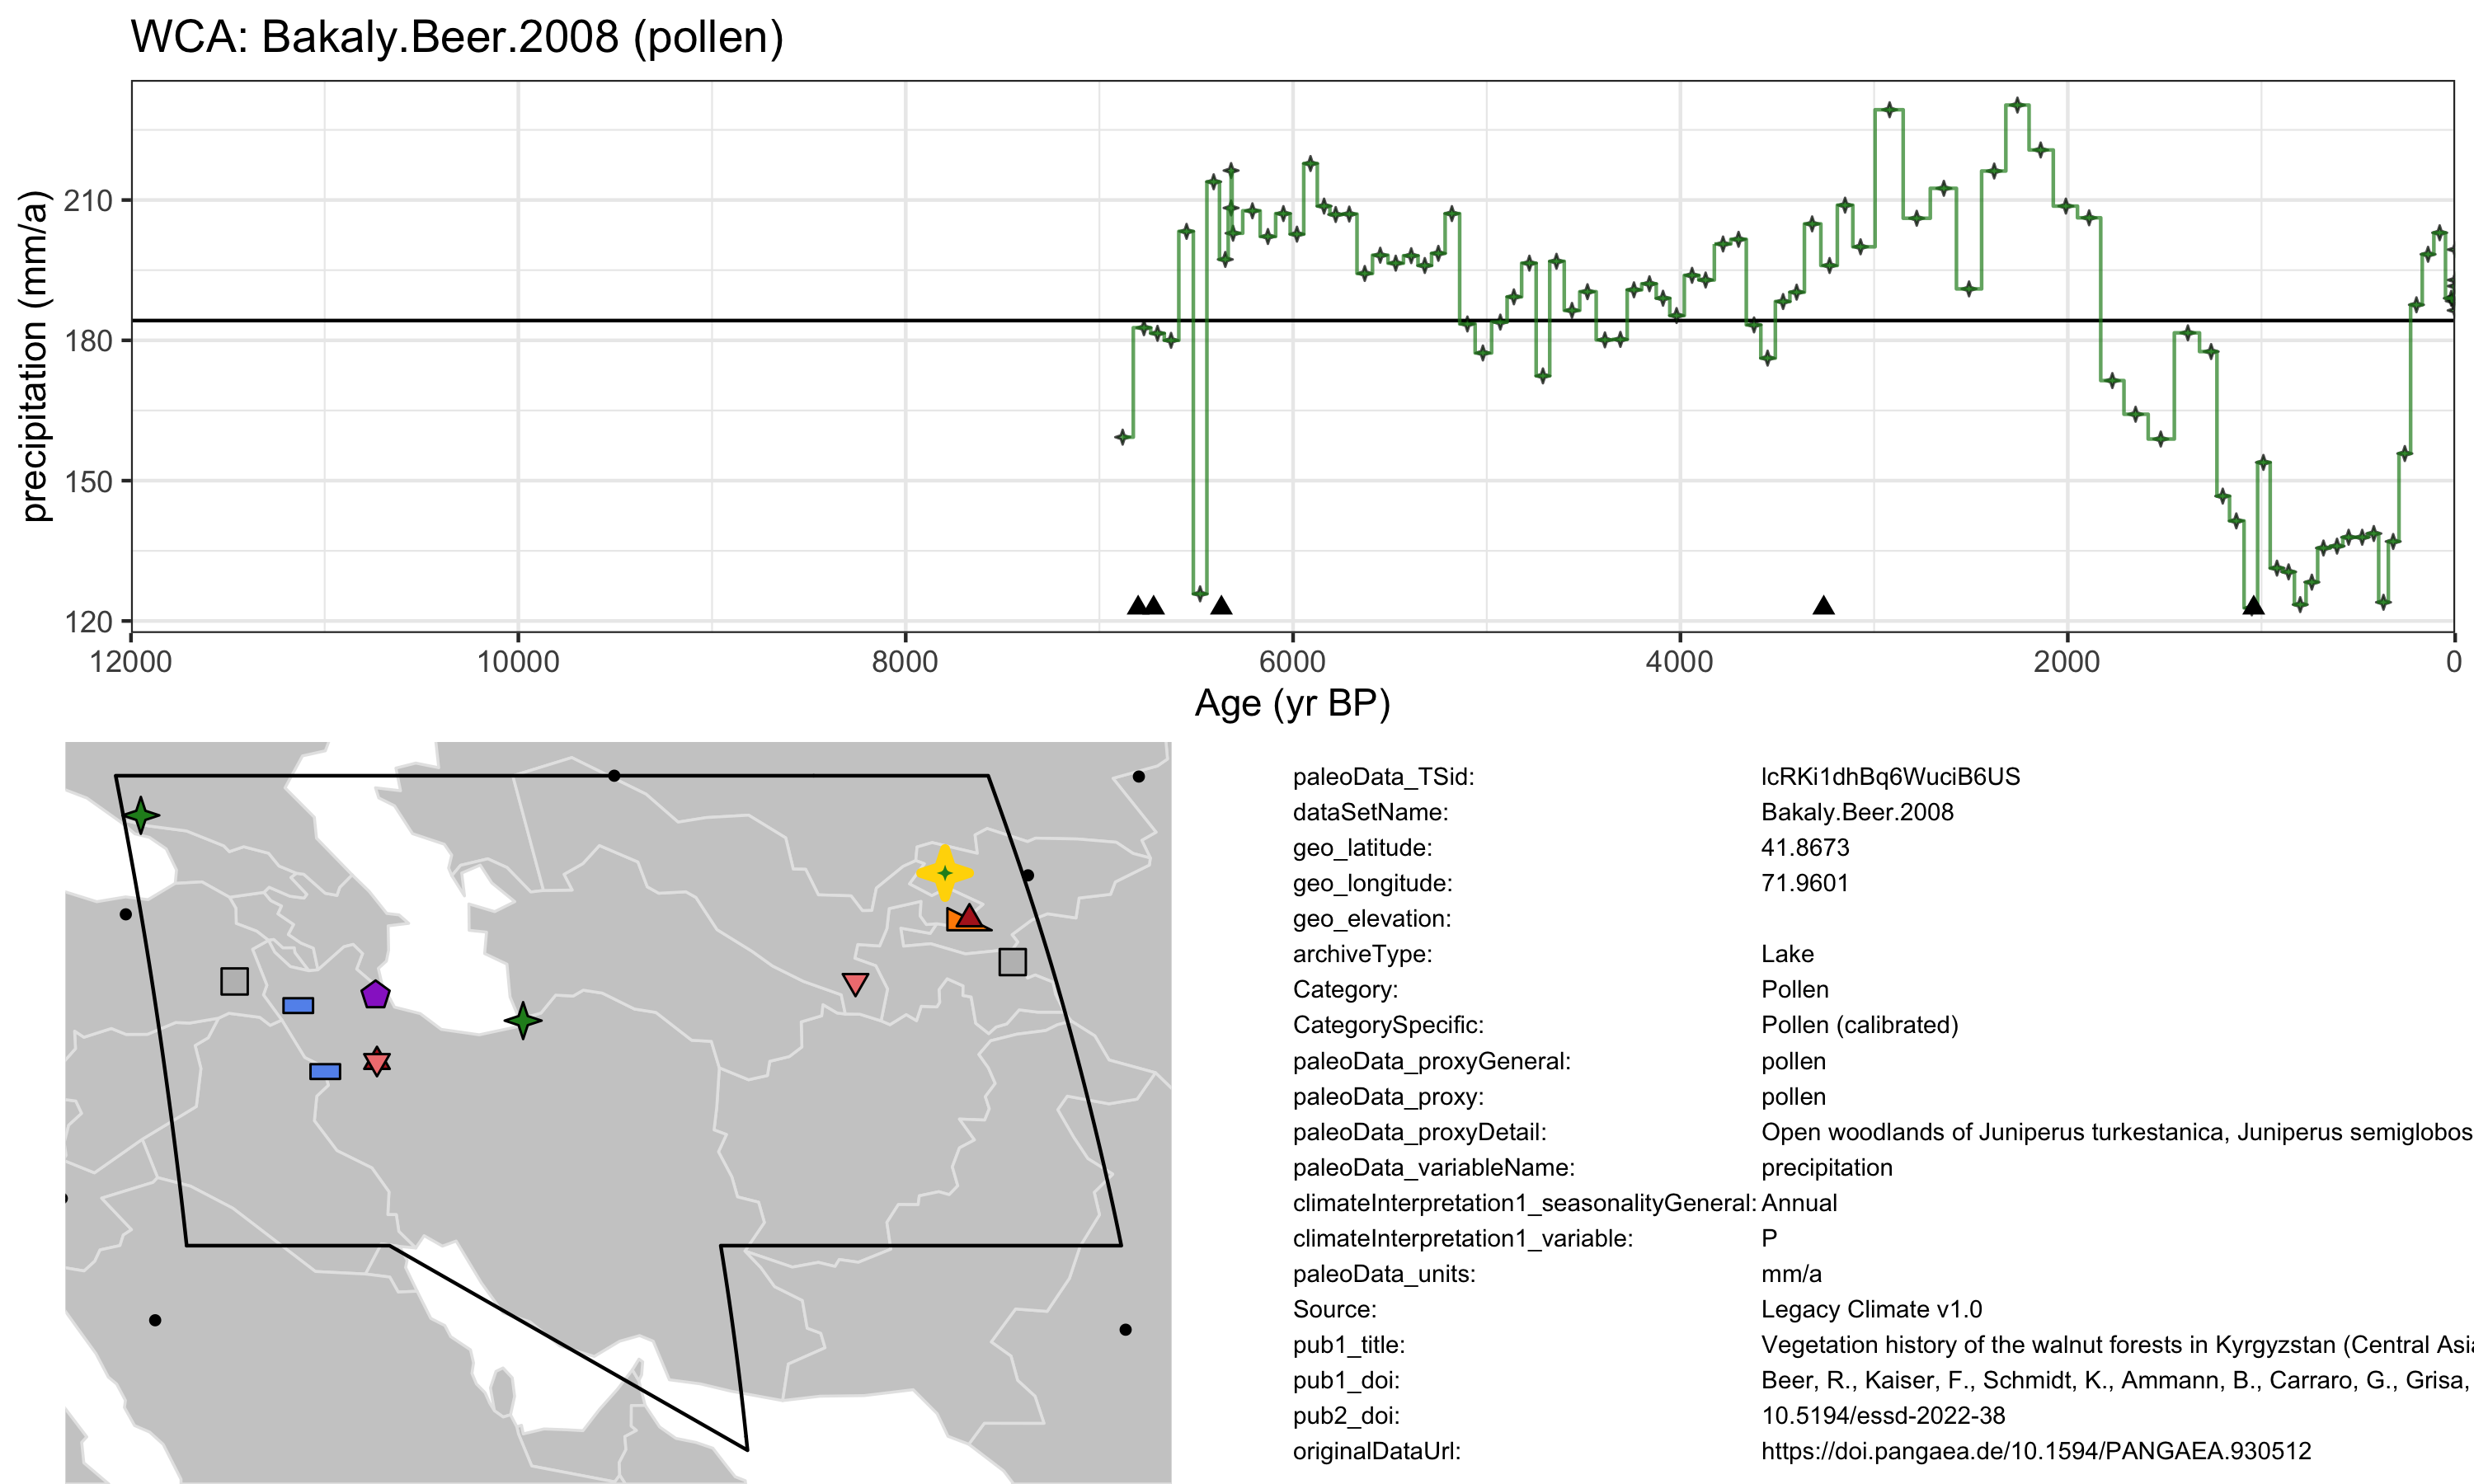 WCA: Bakaly.Beer.2008 (pollen)
precipitation (mm/a)
210
180
150
120
12000 10000 8000 6000 4000 2000 0
Age (yr BP)
paleoData_TSid: lcRKi1dhBq6WuciB6US
dataSetName: Bakaly.Beer.2008
geo_latitude: 41.8673
geo_longitude: 71.9601
geo_elevation:
archiveType: Lake
Category: Pollen
CategorySpecific: Pollen (calibrated)
paleoData_proxyGeneral: pollen
paleoData_proxy: pollen
paleoData_proxyDetail: Open woodlands of Juniperus turkestanica, Juniperus semiglobos
paleoData_variableName: precipitation
climateInterpretation1_seasonalityGeneral: Annual
climateInterpretation1_variable: P
paleoData_units: mm/a
Source: Legacy Climate v1.0
pub1_title: Vegetation history of the walnut forests in Kyrgyzstan (Central Asi
pub1_doi: Beer, R., Kaiser, F., Schmidt, K., Ammann, B., Carraro, G., Grisa,
pub2_doi: 10.5194/essd-2022-38
originalDataUrl: https://doi.pangaea.de/10.1594/PANGAEA.930512